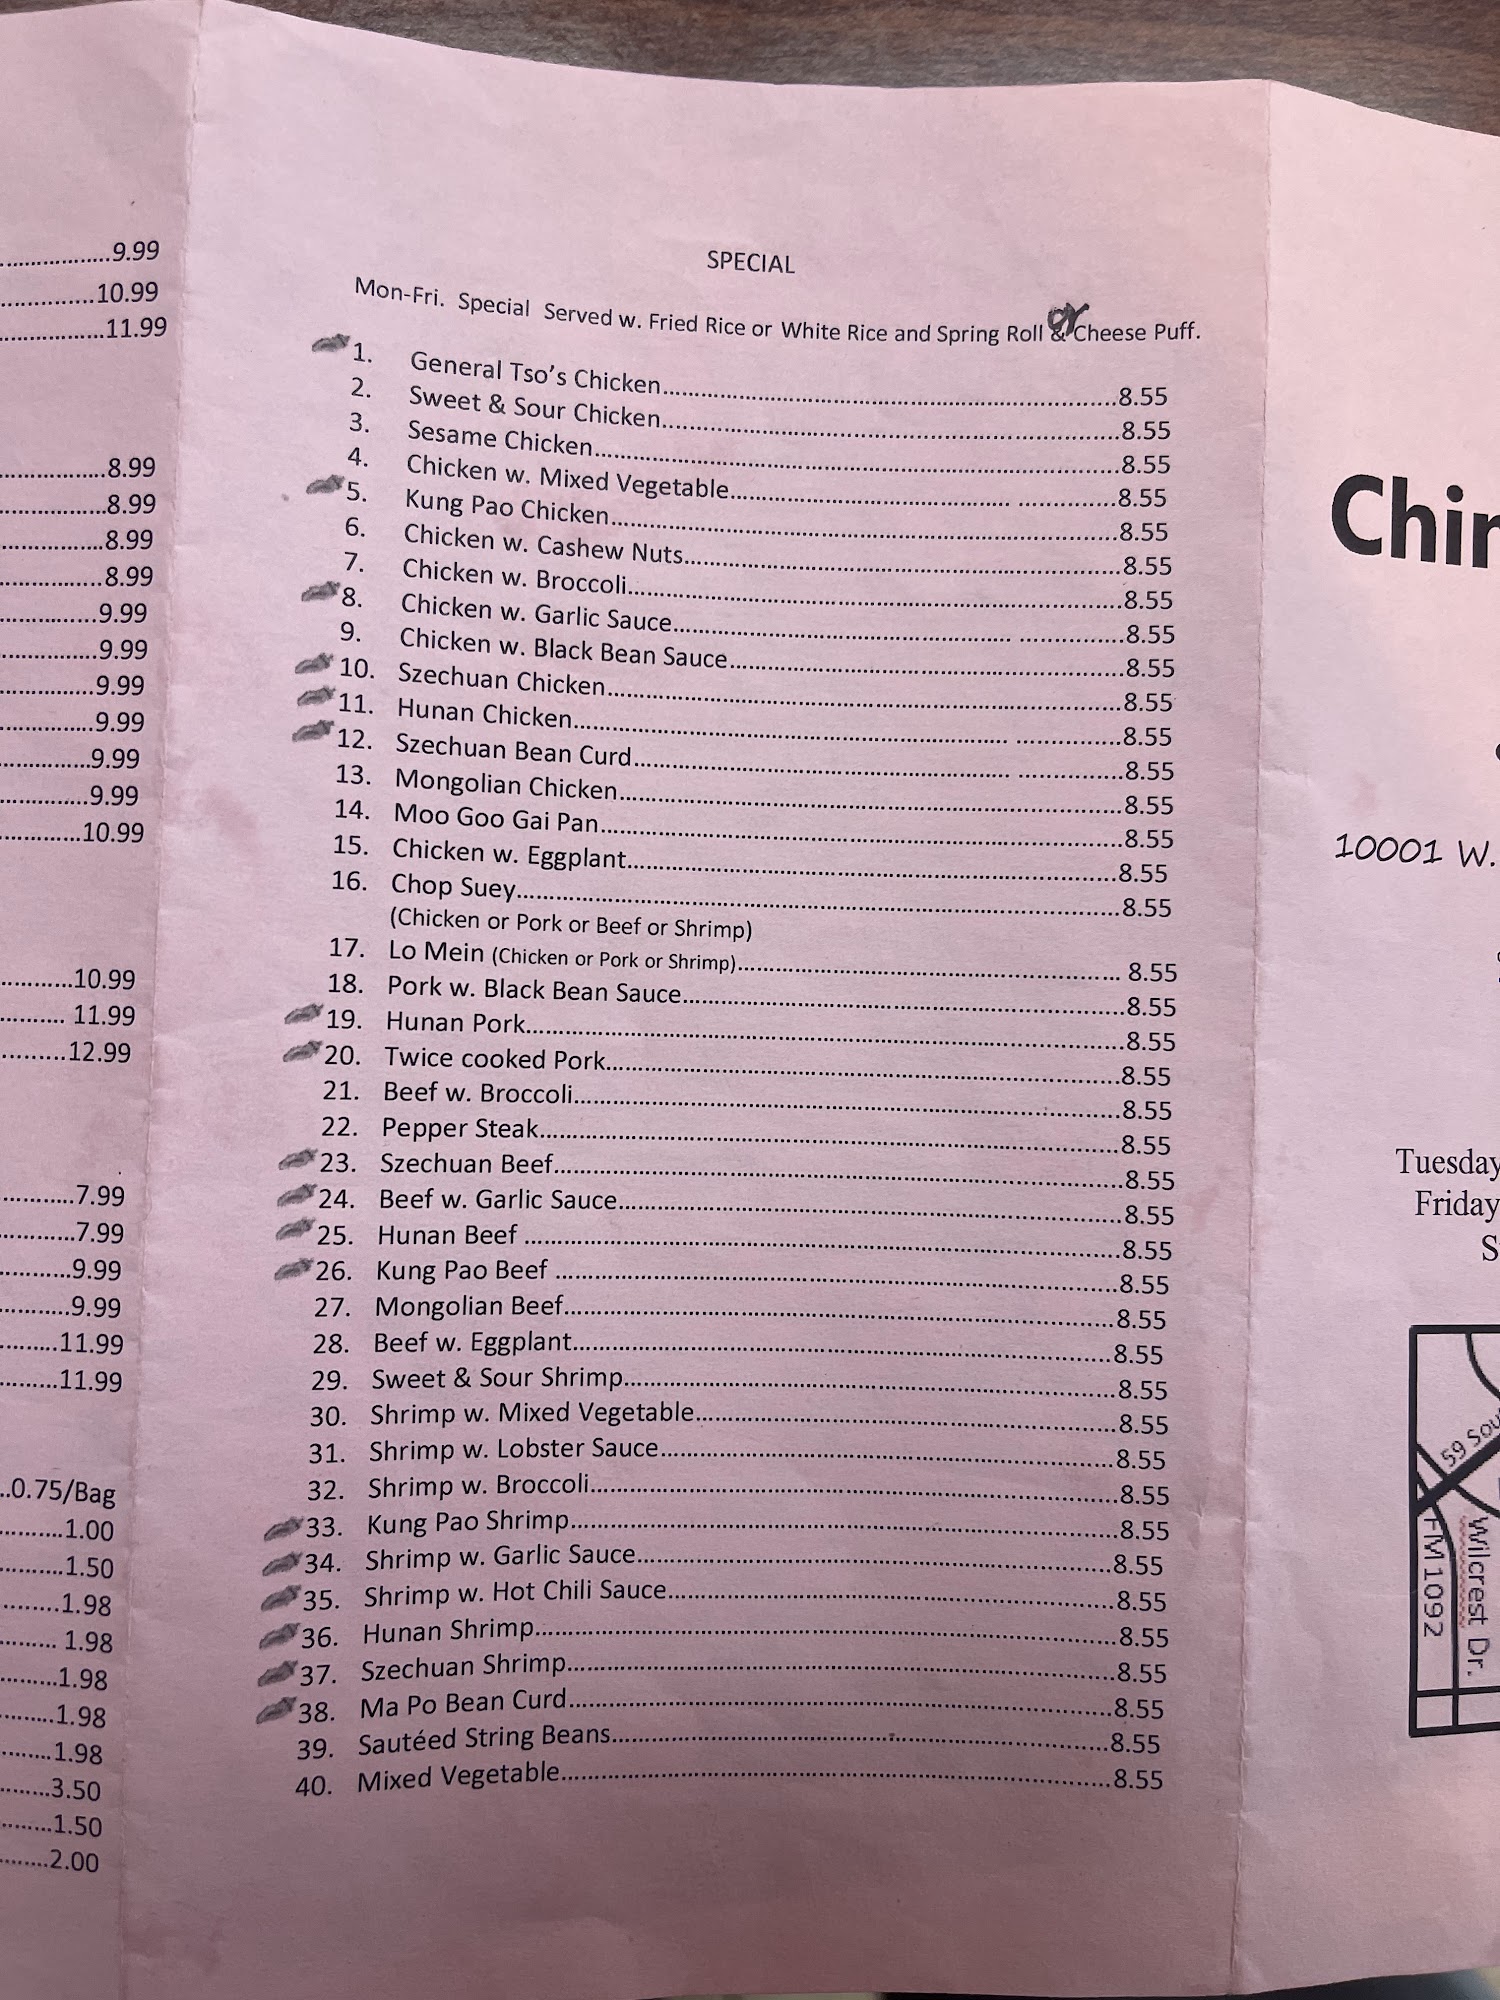 ..................9.99
...............10.99
...............11.99
...............8.99
...............8.99
...............8.99
...............8.99
...............9.99
...............9.99
...............9.99
...............9.99
...............9.99
...............9.99
............10.99
...........10.99
.......... 11.99
..........12.99
...........7.99
...........7.99
...........9.99
..........9.99
.........11.99
.........11.99
..0.75/Bag
..........1.00
..........1.50
........1.98
........ 1.98
........1.98
........1.98
........1.98
........3.50
........1.50
........2.00
SPECIAL
Mon-Fri. Special Served w. Fried Rice or White Rice and Spring Roll & or Cheese Puff.
1. General Tso's Chicken..........8.55
2. Sweet & Sour Chicken..........8.55
3. Sesame Chicken..........8.55
4. Chicken w. Mixed Vegetable..........8.55
5. Kung Pao Chicken..........8.55
6. Chicken w. Cashew Nuts..........8.55
7. Chicken w. Broccoli..........8.55
8. Chicken w. Garlic Sauce..........8.55
9. Chicken w. Black Bean Sauce..........8.55
10. Szechuan Chicken..........8.55
11. Hunan Chicken..........8.55
12. Szechuan Bean Curd..........8.55
13. Mongolian Chicken..........8.55
14. Moo Goo Gai Pan..........8.55
15. Chicken w. Eggplant..........8.55
16. Chop Suey..........8.55
(Chicken or Pork or Beef or Shrimp)
17. Lo Mein (Chicken or Pork or Shrimp).......... 8.55
18. Pork w. Black Bean Sauce..........8.55
19. Hunan Pork..........8.55
20. Twice cooked Pork..........8.55
21. Beef w. Broccoli..........8.55
22. Pepper Steak..........8.55
23. Szechuan Beef..........8.55
24. Beef w. Garlic Sauce..........8.55
25. Hunan Beef ..........8.55
26. Kung Pao Beef ..........8.55
27. Mongolian Beef..........8.55
28. Beef w. Eggplant..........8.55
29. Sweet & Sour Shrimp..........8.55
30. Shrimp w. Mixed Vegetable..........8.55
31. Shrimp w. Lobster Sauce..........8.55
32. Shrimp w. Broccoli..........8.55
33. Kung Pao Shrimp..........8.55
34. Shrimp w. Garlic Sauce..........8.55
35. Shrimp w. Hot Chili Sauce..........8.55
36. Hunan Shrimp..........8.55
37. Szechuan Shrimp..........8.55
38. Ma Po Bean Curd..........8.55
39. Sautéed String Beans..........8.55
40. Mixed Vegetable..........8.55
Chin
10001 W.
Tuesday
Friday
S
59 Sou
FM 1092
Wilcrest Dr.